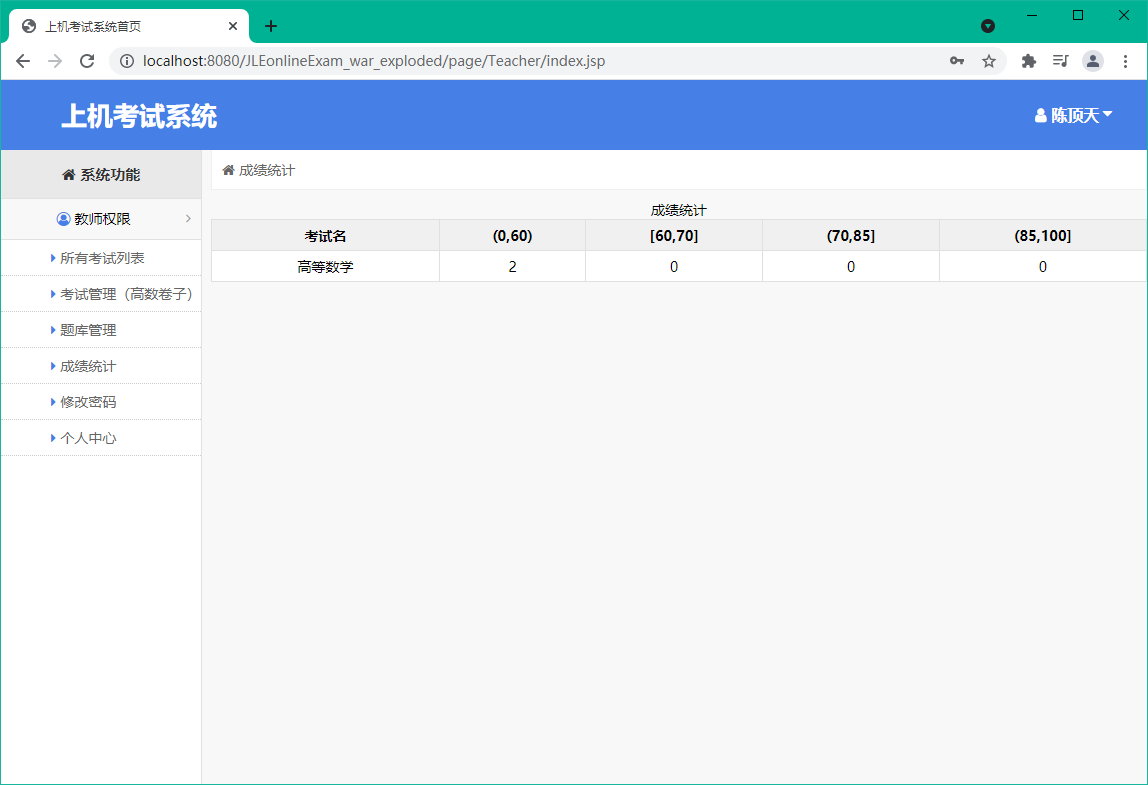 上机考试系统首页
localhost:8080/JLEonlineExam_war_exploded/page/Teacher/index.jsp
上机考试系统
陈顶天
系统功能
教师权限
所有考试列表
考试管理（高数卷子）
题库管理
成绩统计
修改密码
个人中心
成绩统计
成绩统计
考试名 (0,60) [60,70] (70,85] (85,100]
高等数学 2 0 0 0